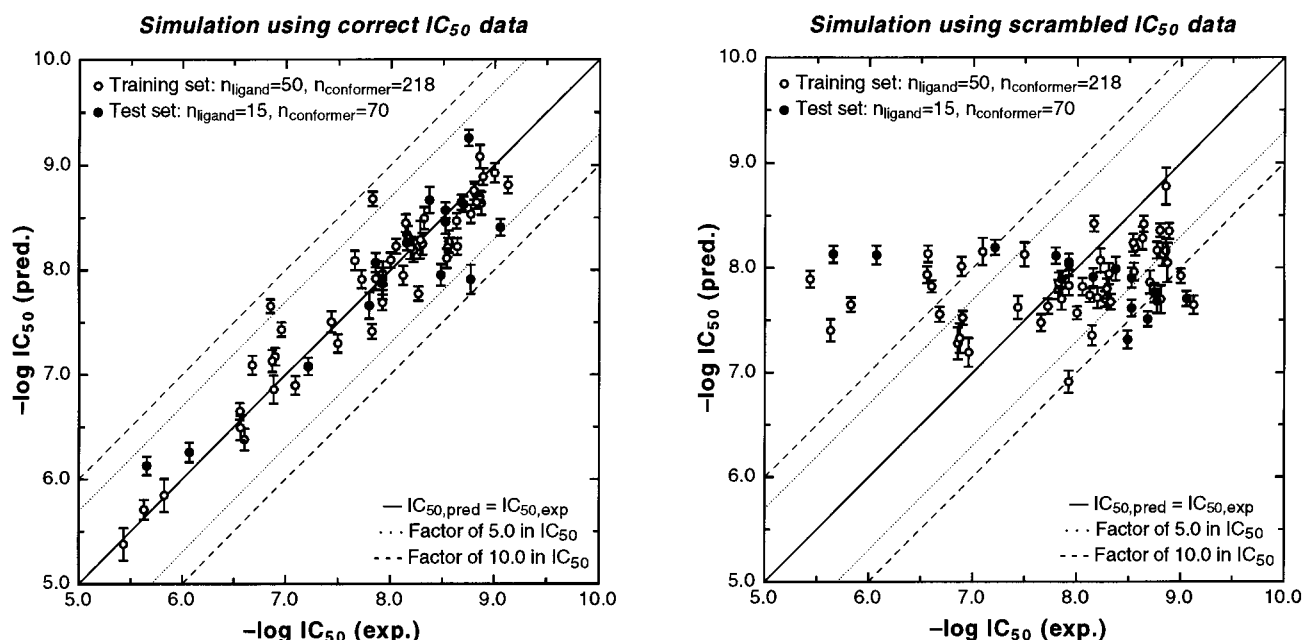 Simulation using correct IC50 data
–log IC50 (pred.)
10.0
9.0
8.0
7.0
6.0
5.0
Training set: nligand=50, nconformer=218
Test set: nligand=15, nconformer=70
IC50,pred = IC50,exp
Factor of 5.0 in IC50
Factor of 10.0 in IC50
5.0 6.0 7.0 8.0 9.0 10.0
–log IC50 (exp.)
Simulation using scrambled IC50 data
–log IC50 (pred.)
10.0
9.0
8.0
7.0
6.0
5.0
Training set: nligand=50, nconformer=218
Test set: nligand=15, nconformer=70
IC50,pred = IC50,exp
Factor of 5.0 in IC50
Factor of 10.0 in IC50
5.0 6.0 7.0 8.0 9.0 10.0
–log IC50 (exp.)